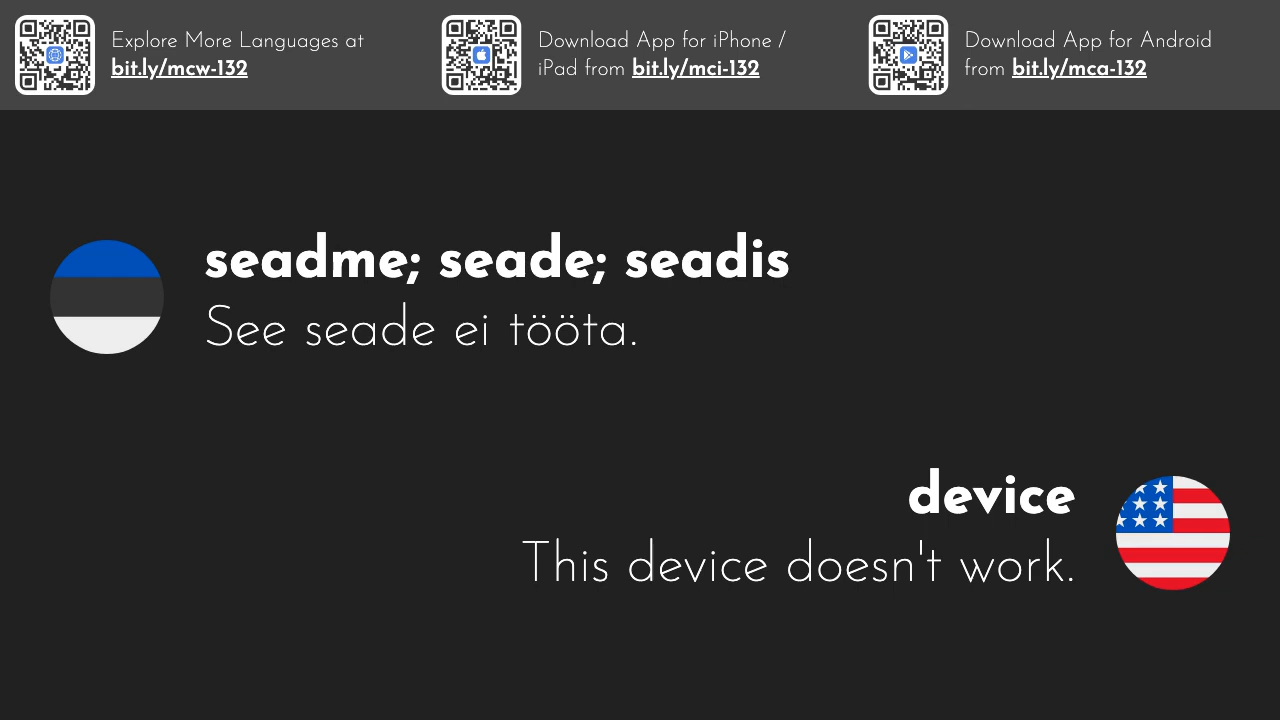 Explore More Languages at
bit.ly/mcw-132
Download App for iPhone /
iPad from bit.ly/mci-132
Download App for Android
from bit.ly/mca-132
seadme; seade; seadis
See seade ei tööta.
device
This device doesn't work.